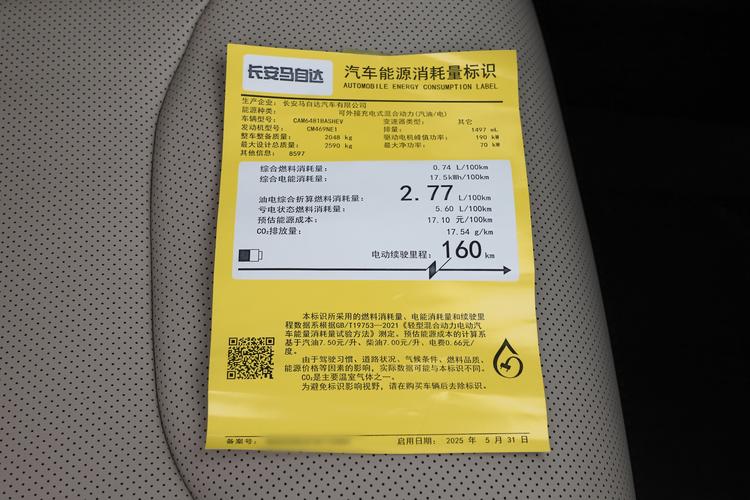 长安马自达
汽车能源消耗量标识
AUTOMOBILE ENERGY CONSUMPTION LABEL
生产企业: 长安马自达汽车有限公司
能源种类: 可外接充电式混合动力(汽油/电)
车辆型号: CAM6481BASHEV 变速器类型: 其它
发动机型号: CM469NE1 排量: 1497 mL
整车整备质量: 2048 kg 驱动电机峰值功率: 190 kW
最大设计总质量: 2590 kg 最大净功率: 70 kW
其他信息: 8597
综合燃料消耗量: 0.74 L/100km
综合电能消耗量: 17.5kWh/100km
油电综合折算燃料消耗量: 2.77 L/100km
亏电状态燃料消耗量: 5.60 L/100km
预估能源成本: 17.10 元/100km
CO₂排放量: 17.54 g/km
电动续驶里程: 160 km
本标识所采用的燃料消耗量、电能消耗量和续驶里
程数据系根据GB/T19753—2021《轻型混合动力电动汽
车能量消耗量试验方法》测定。预估能源成本的计算系
基于汽油7.50元/升、柴油7.00元/升、电费0.66元/
度。
由于驾驶习惯、道路状况、气候条件、燃料品质、
能源价格等因素的影响,实际数据可能与本标识不同。
CO₂是主要温室气体之一。
为避免标识影响视野,请在购买车辆后去除标识。
备案号:
启用日期: 2025 年 5 月 31 日